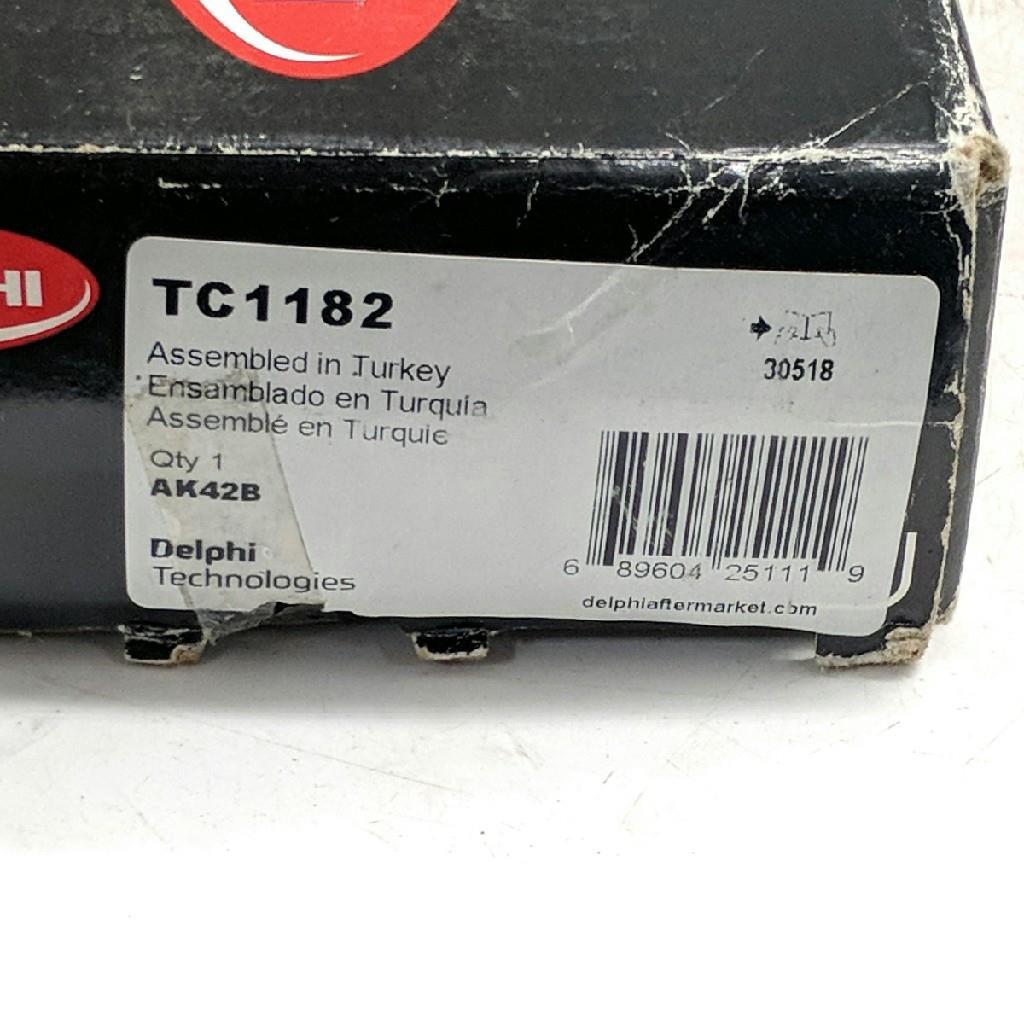 HI
TC1182
Assembled in Turkey
Ensamblado en Turquía
Assemblé en Turquie
Qty 1
AK42B
Delphi
Technologies
30518
6 89604 25111 9
delphiaftermarket.com